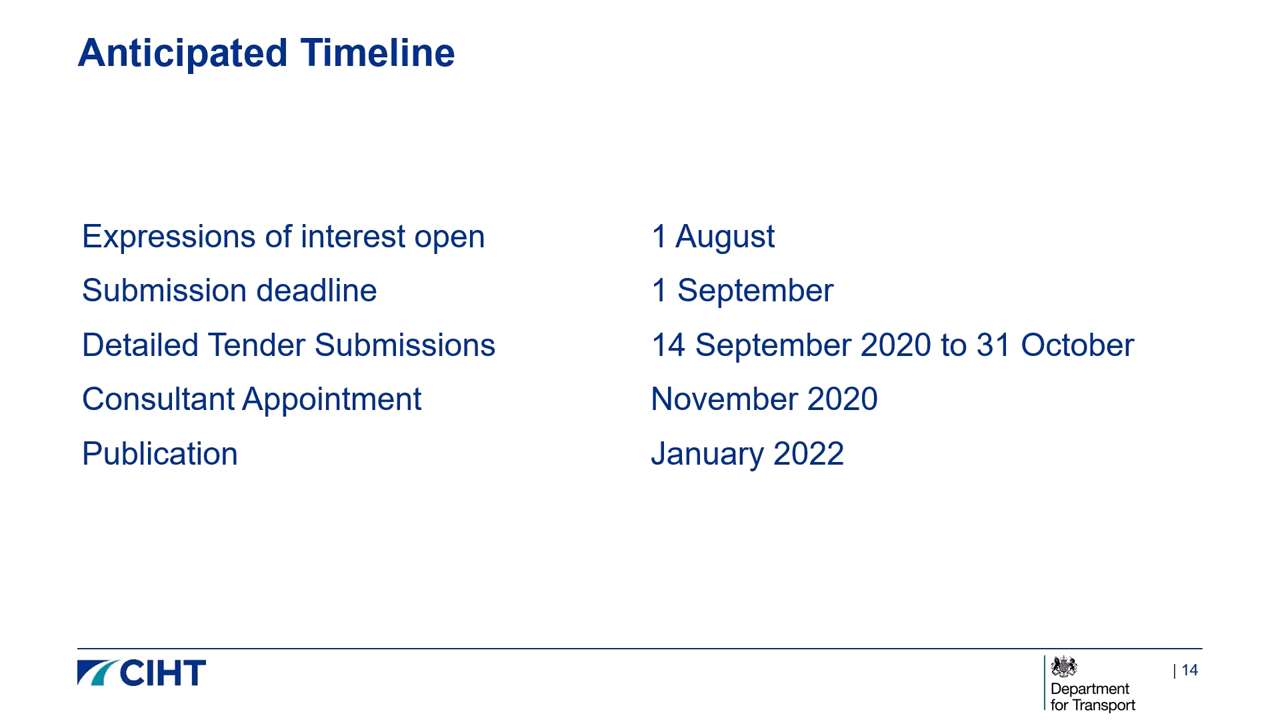 Anticipated Timeline
Expressions of interest open 1 August
Submission deadline 1 September
Detailed Tender Submissions 14 September 2020 to 31 October
Consultant Appointment November 2020
Publication January 2022
CIHT
Department
for Transport
| 14